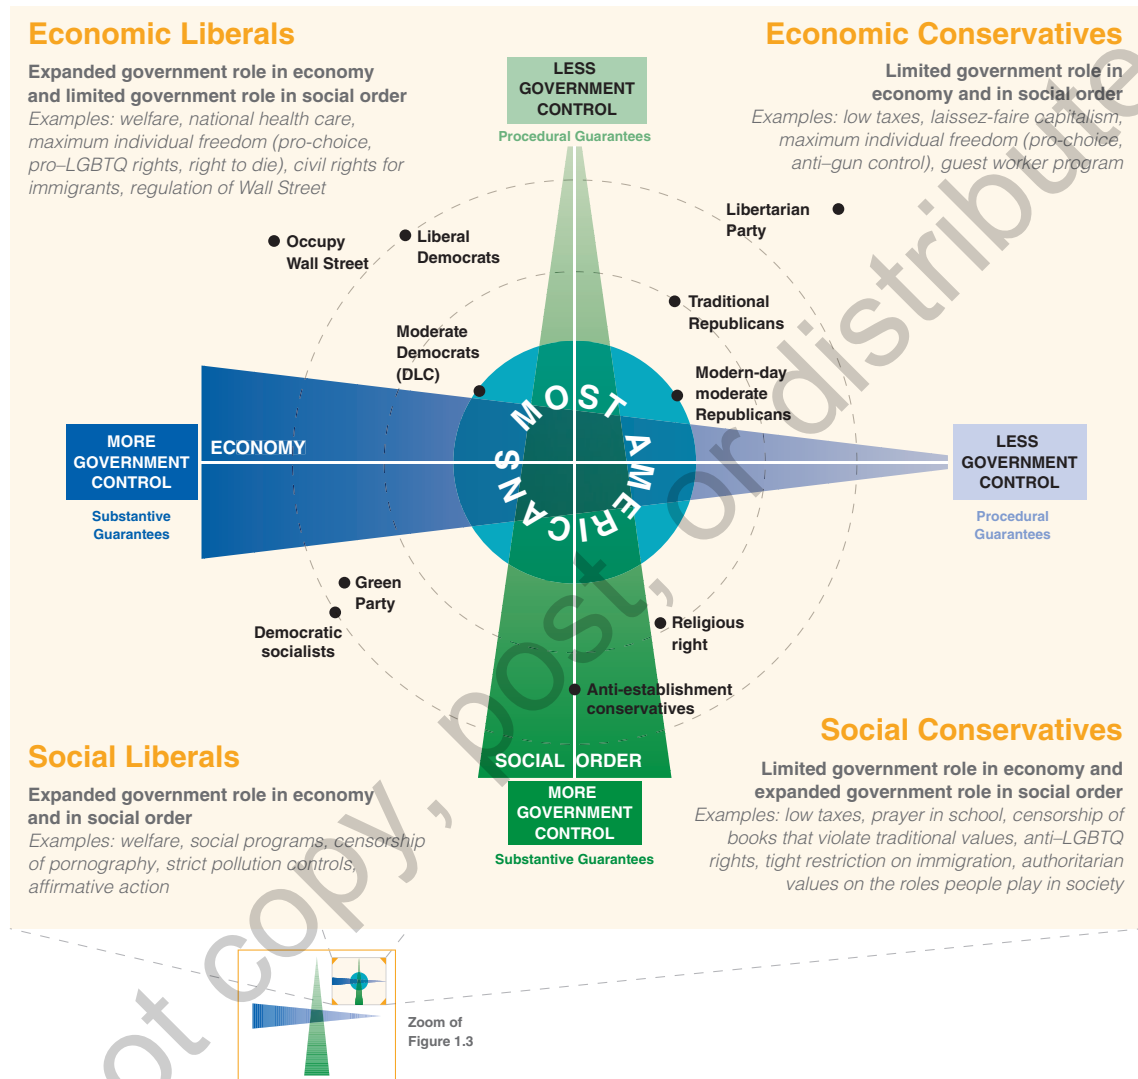 Economic Liberals
Expanded government role in economy
and limited government role in social order
Examples: welfare, national health care,
maximum individual freedom (pro-choice,
pro–LGBTQ rights, right to die), civil rights for
immigrants, regulation of Wall Street
LESS
GOVERNMENT
CONTROL
Procedural Guarantees
Economic Conservatives
Limited government role in
economy and in social order
Examples: low taxes, laissez-faire capitalism,
maximum individual freedom (pro-choice,
anti–gun control), guest worker program
Occupy
Wall Street
Liberal
Democrats
Libertarian
Party
Traditional
Republicans
Moderate
Democrats
(DLC)
Modern-day
moderate
Republicans
MOST AMERICANS
MORE
GOVERNMENT
CONTROL
Substantive
Guarantees
ECONOMY
LESS
GOVERNMENT
CONTROL
Procedural
Guarantees
Green
Party
Democratic
socialists
Religious
right
Anti-establishment
conservatives
SOCIAL ORDER
MORE
GOVERNMENT
CONTROL
Substantive Guarantees
Social Liberals
Expanded government role in economy
and in social order
Examples: welfare, social programs, censorship
of pornography, strict pollution controls,
affirmative action
Social Conservatives
Limited government role in economy and
expanded government role in social order
Examples: low taxes, prayer in school, censorship of
books that violate traditional values, anti–LGBTQ
rights, tight restriction on immigration, authoritarian
values on the roles people play in society
Zoom of
Figure 1.3
ot copy, post, or distribute